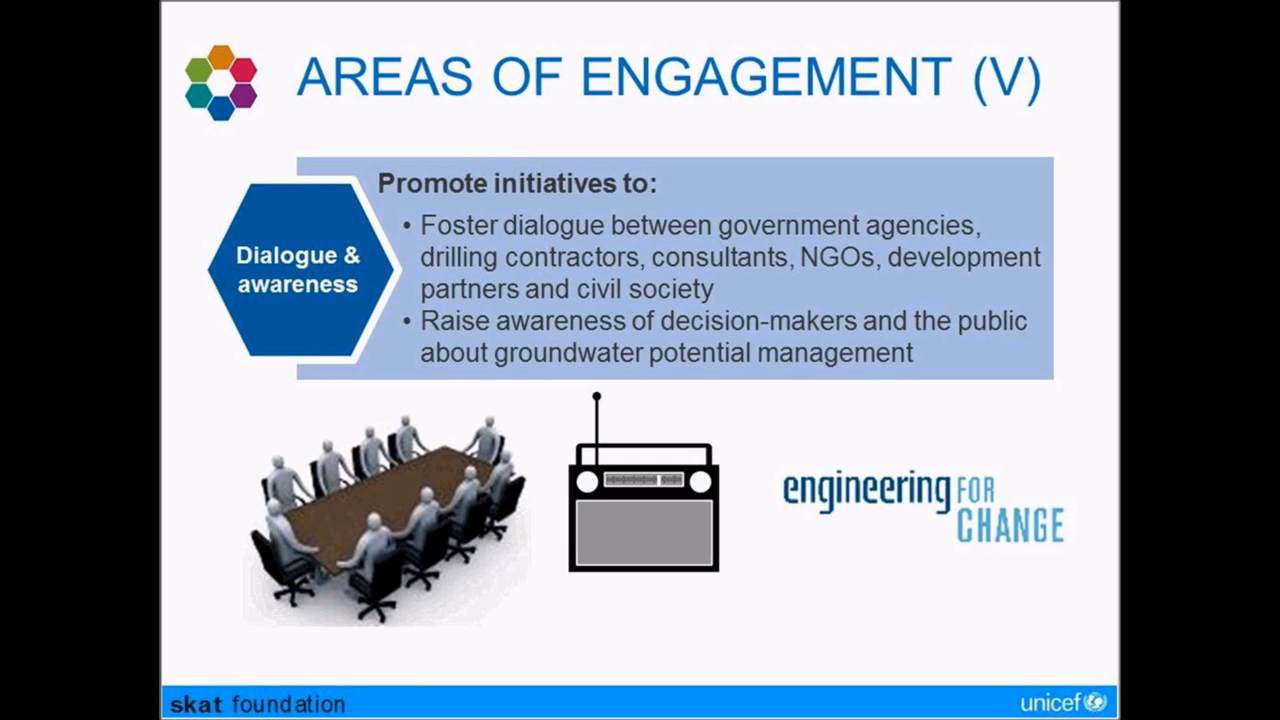 AREAS OF ENGAGEMENT (V)
Promote initiatives to:
Dialogue &
awareness
• Foster dialogue between government agencies,
drilling contractors, consultants, NGOs, development
partners and civil society
• Raise awareness of decision-makers and the public
about groundwater potential management
engineering FOR
CHANGE
skat foundation
unicef